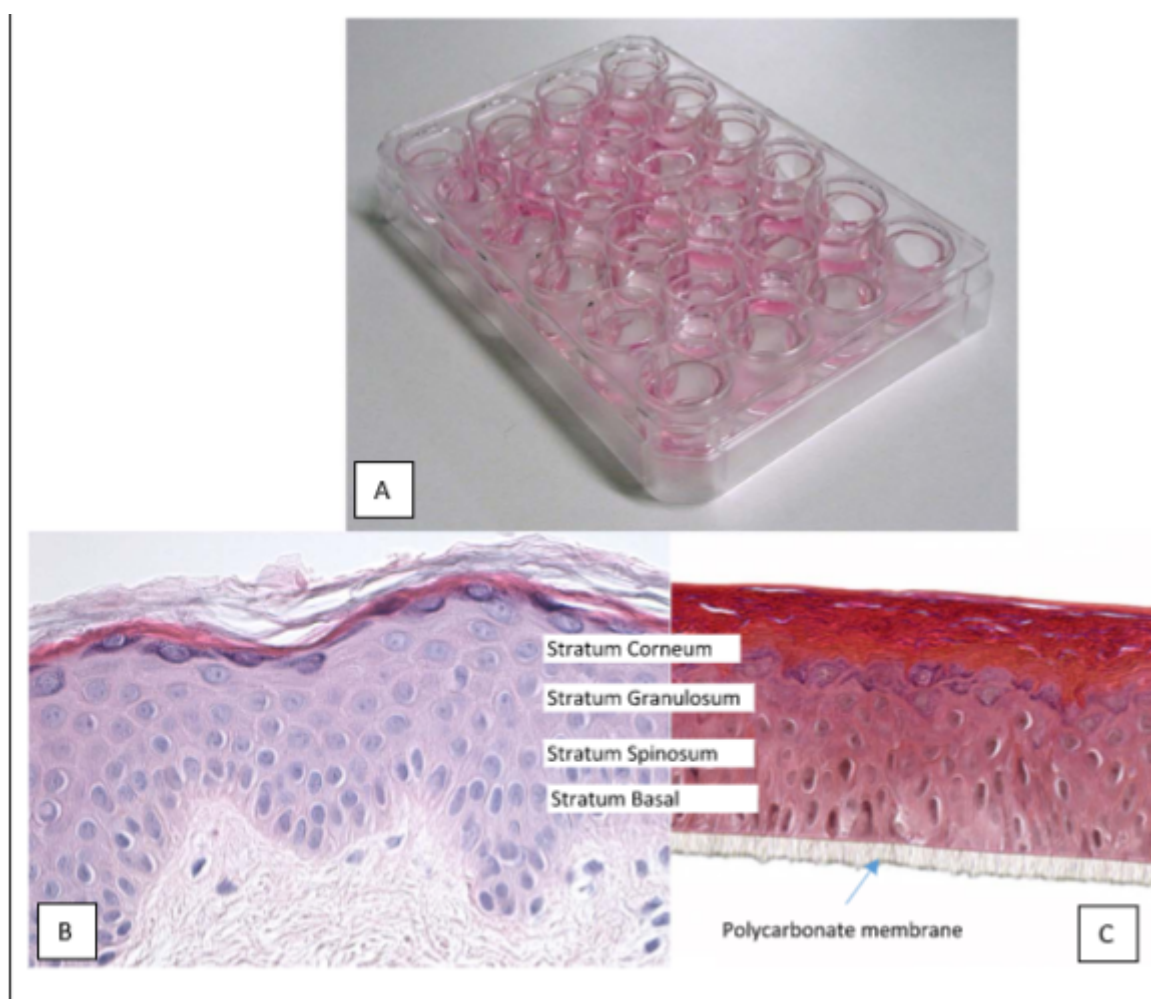 A
Stratum Corneum
Stratum Granulosum
Stratum Spinosum
Stratum Basal
B
Polycarbonate membrane
C